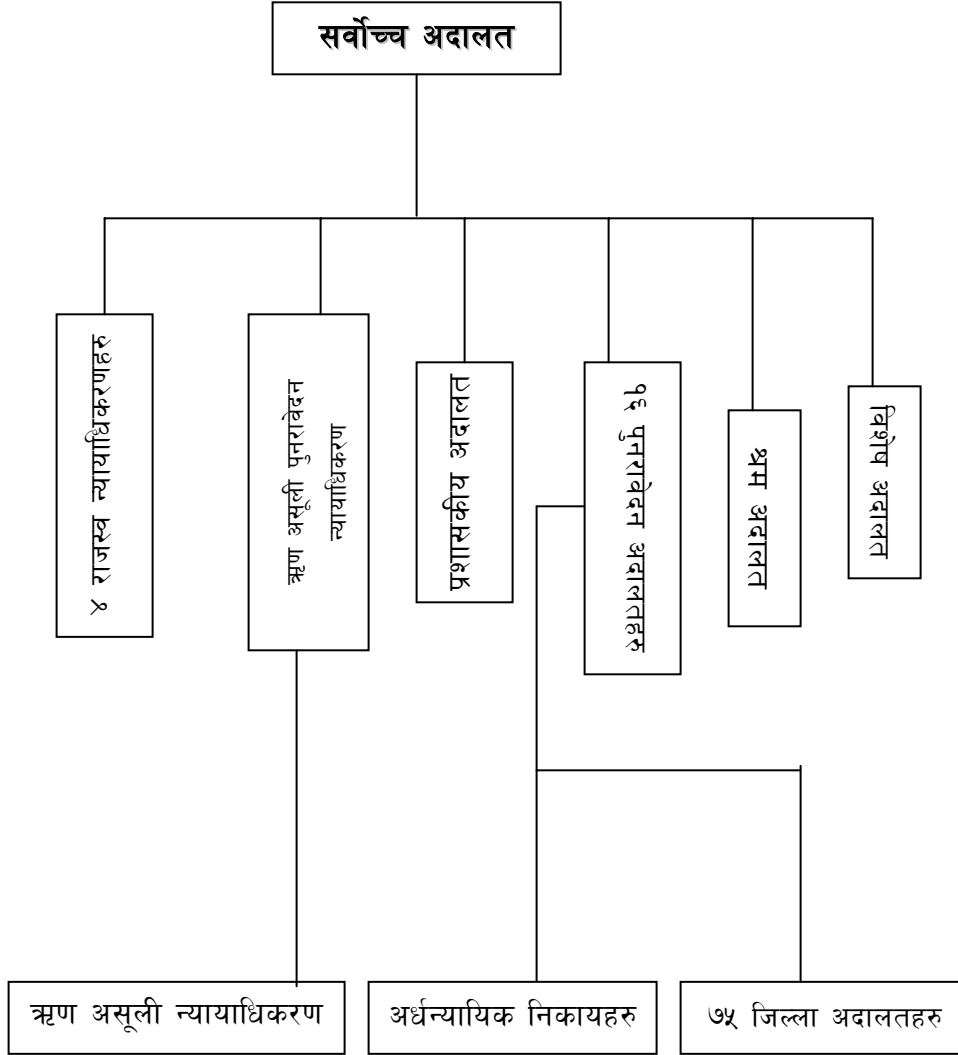 सर्वोच्च अदालत
४ राजस्व न्यायाधिकरणहरु
ऋण असूली पुनरावेदन
न्यायाधिकरण
प्रशासकीय अदालत
१६ पुनरावेदन अदालतहरु
श्रम अदालत
विशेष अदालत
ऋण असूली न्यायाधिकरण
अर्धन्यायिक निकायहरु
७५ जिल्ला अदालतहरु